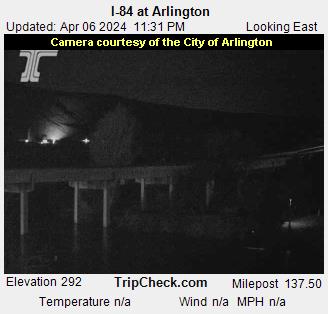 I-84 at Arlington
Updated: Apr 06 2024 11:31 PM Looking East
Camera courtesy of the City of Arlington
Elevation 292 TripCheck.com Milepost 137.50
Temperature n/a Wind n/a MPH n/a